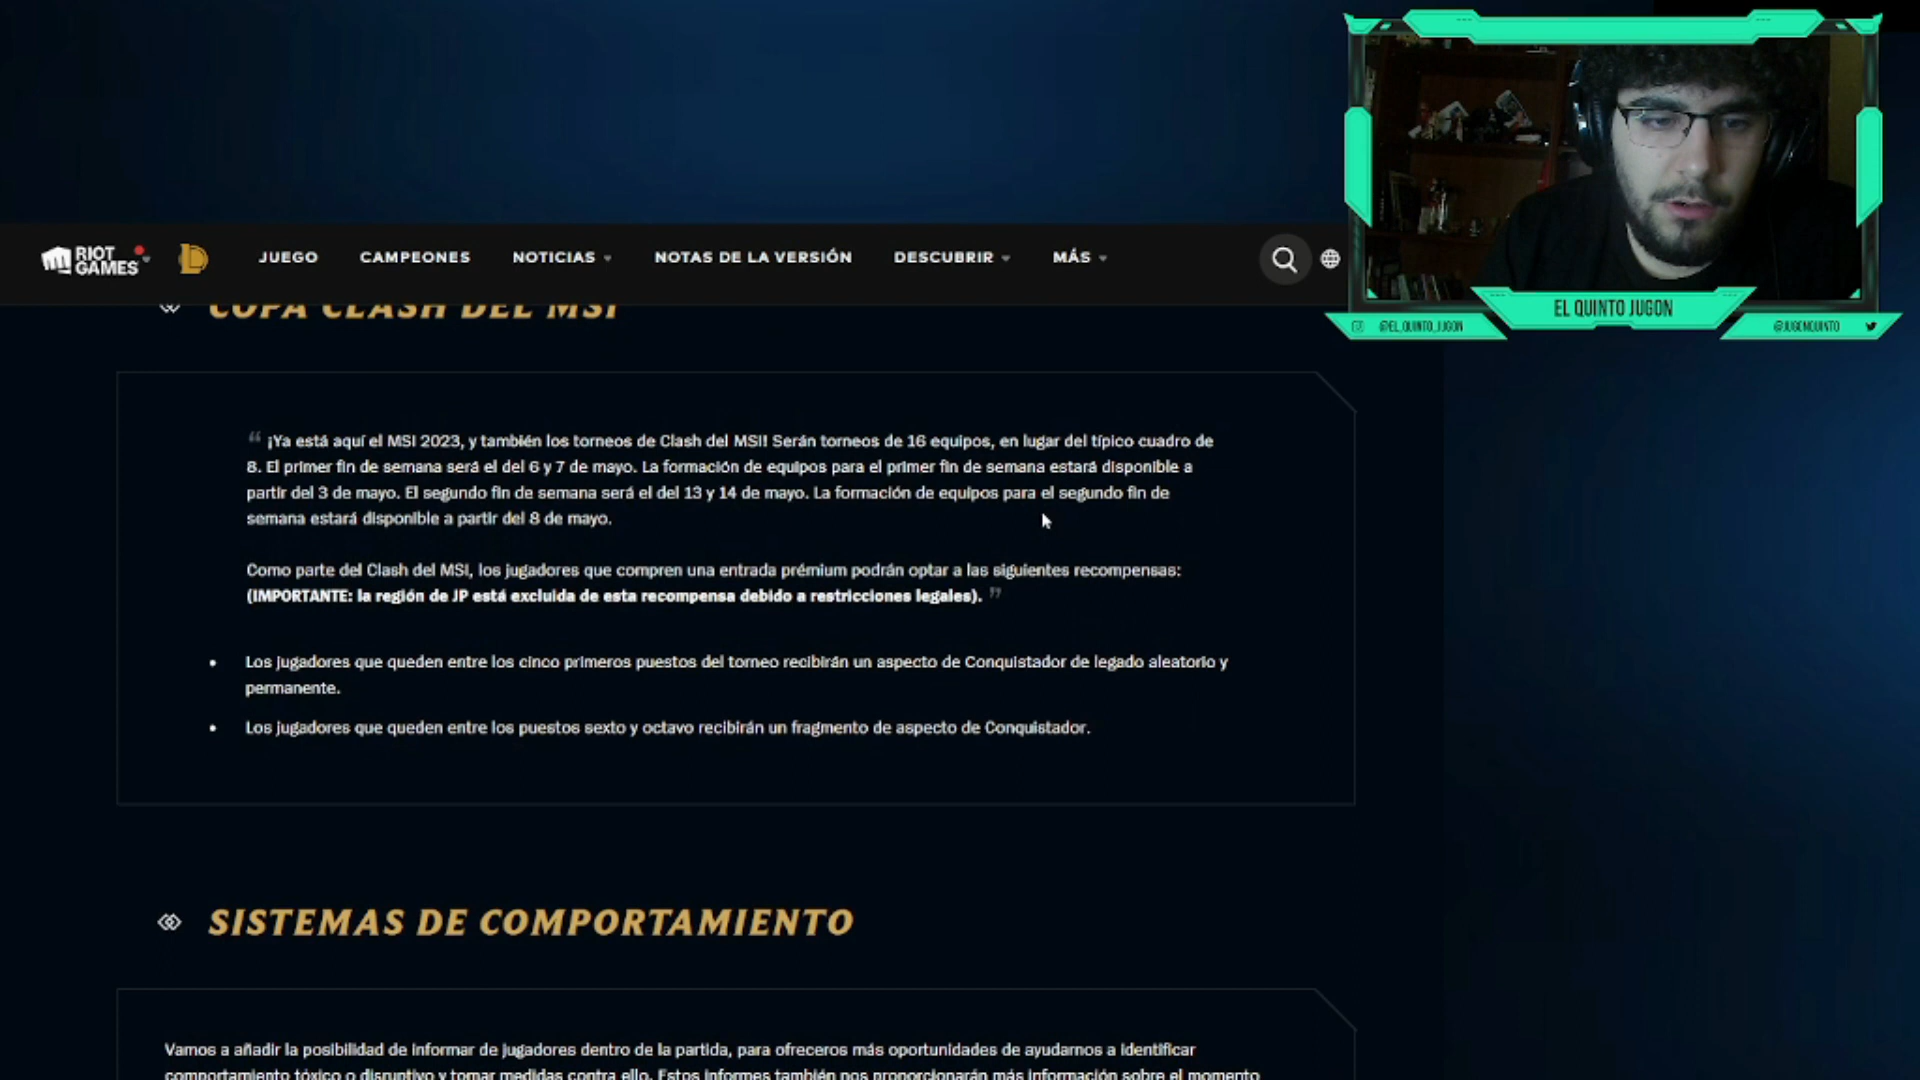 RIOT GAMES JUEGO CAMPEONES NOTICIAS NOTAS DE LA VERSIÓN DESCUBRIR MÁS
EL QUINTO JUGON
@EL_QUINTO_JUGON @JUGONQUINTO
COPA CLASH DEL MSI
“ ¡Ya está aquí el MSI 2023, y también los torneos de Clash del MSI! Serán torneos de 16 equipos, en lugar del típico cuadro de
8. El primer fin de semana será el del 6 y 7 de mayo. La formación de equipos para el primer fin de semana estará disponible a
partir del 3 de mayo. El segundo fin de semana será el del 13 y 14 de mayo. La formación de equipos para el segundo fin de
semana estará disponible a partir del 8 de mayo.
Como parte del Clash del MSI, los jugadores que compren una entrada prémium podrán optar a las siguientes recompensas:
(IMPORTANTE: la región de JP está excluida de esta recompensa debido a restricciones legales). ”
• Los jugadores que queden entre los cinco primeros puestos del torneo recibirán un aspecto de Conquistador de legado aleatorio y
permanente.
• Los jugadores que queden entre los puestos sexto y octavo recibirán un fragmento de aspecto de Conquistador.
SISTEMAS DE COMPORTAMIENTO
Vamos a añadir la posibilidad de informar de jugadores dentro de la partida, para ofreceros más oportunidades de ayudarnos a identificar
comportamiento tóxico o disruptivo y tomar medidas contra ello. Estos informes también nos proporcionarán más información sobre el momento